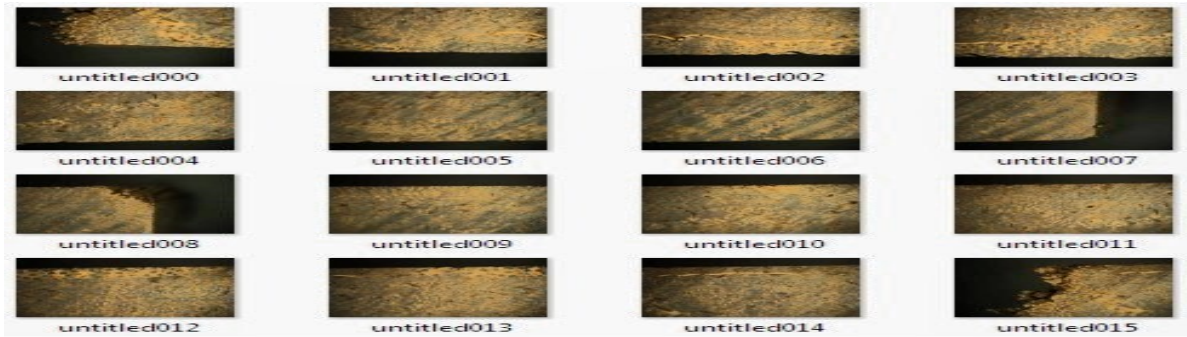 untitled000 untitled001 untitled002 untitled003
untitled004 untitled005 untitled006 untitled007
untitled008 untitled009 untitled010 untitled011
untitled012 untitled013 untitled014 untitled015